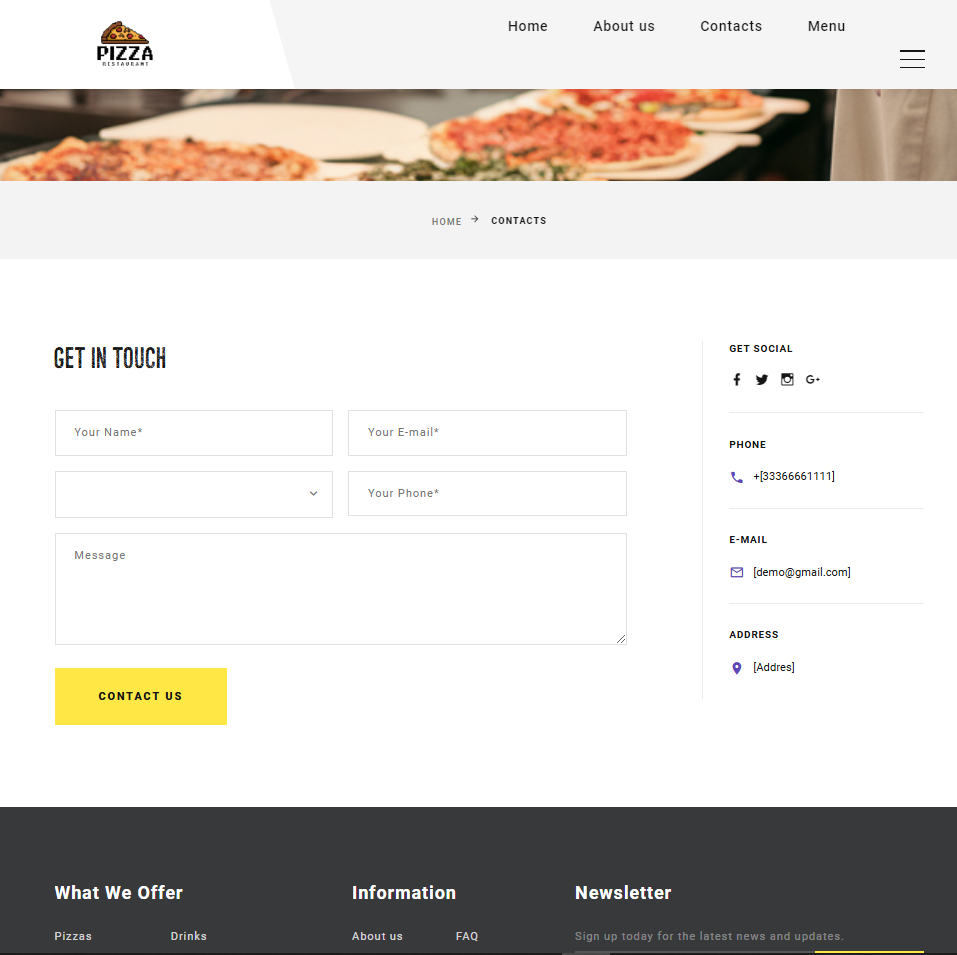 PIZZA
RESTAURANT
Home About us Contacts Menu
HOME → CONTACTS
GET IN TOUCH
Your Name* Your E-mail*
Your Phone*
Message
CONTACT US
GET SOCIAL
PHONE
+[33366661111]
E-MAIL
[demo@gmail.com]
ADDRESS
[Addres]
What We Offer
Pizzas Drinks
Information
About us FAQ
Newsletter
Sign up today for the latest news and updates.